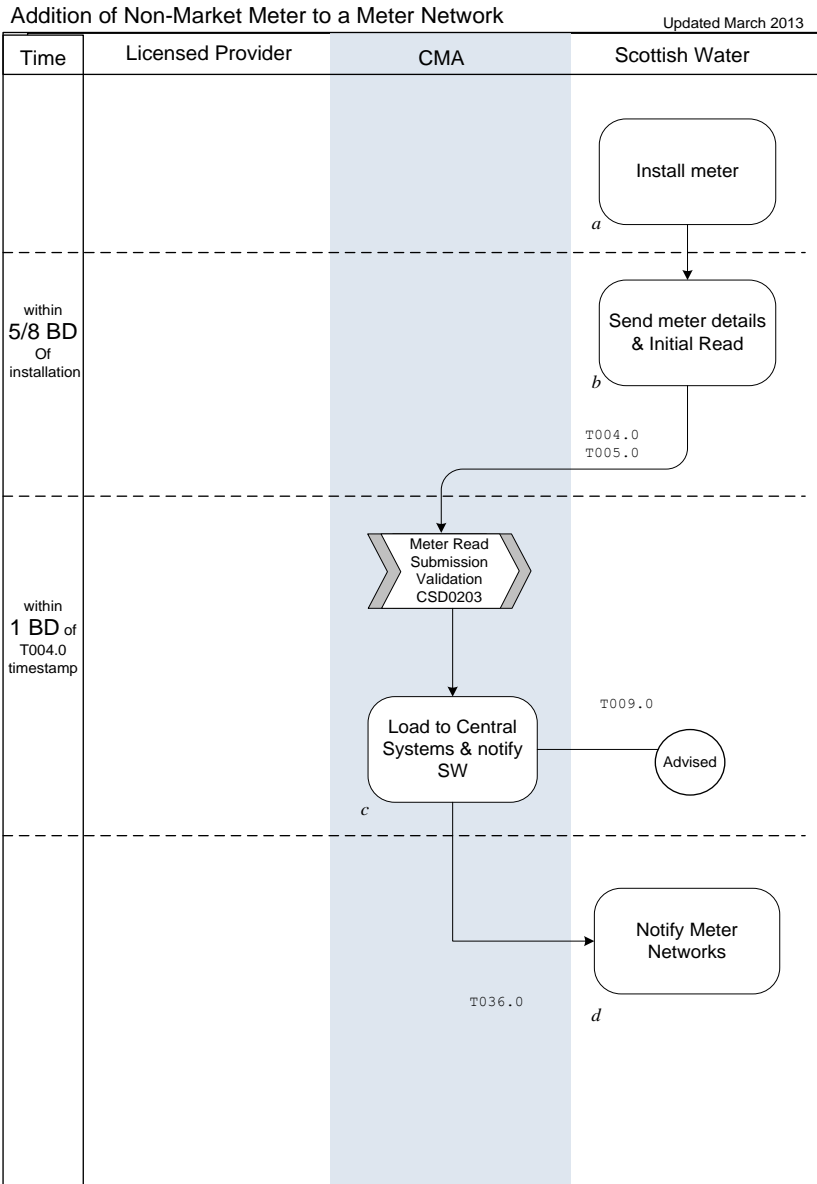 Addition of Non-Market Meter to a Meter Network
Updated March 2013
Time
Licensed Provider
CMA
Scottish Water
Install meter
a
within
5/8 BD
Of
installation
Send meter details
& Initial Read
b
T004.0
T005.0
Meter Read
Submission
Validation
CSD0203
within
1 BD of
T004.0
timestamp
T009.0
Load to Central
Systems & notify
SW
Advised
c
Notify Meter
Networks
T036.0
d